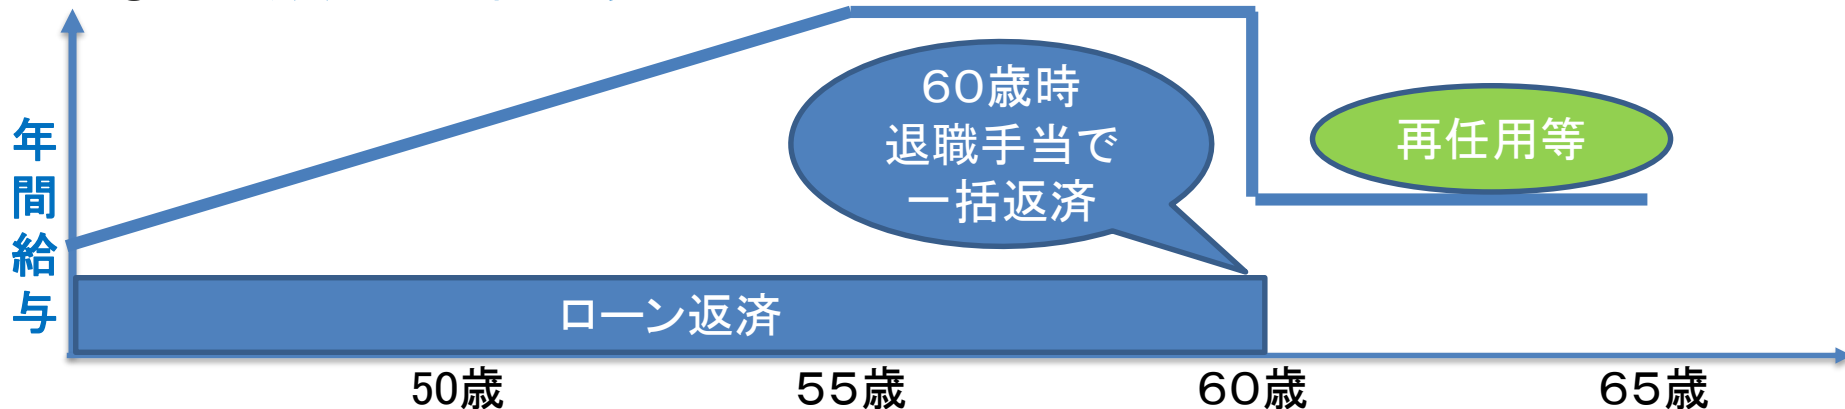 年間給与
60歳時
退職手当で
一括返済
再任用等
ローン返済
50歳
55歳
60歳
65歳